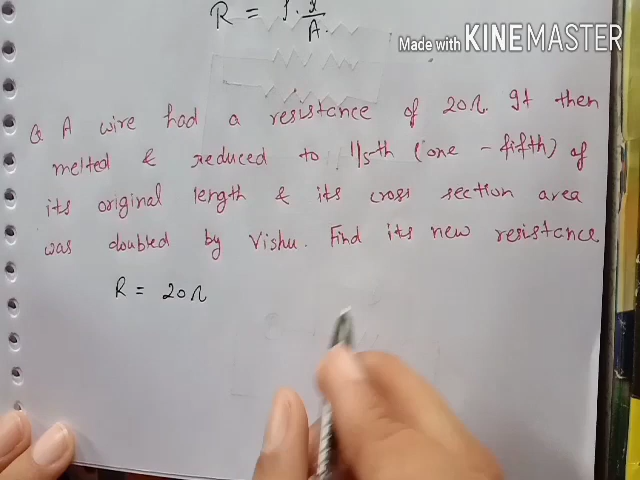 R = ρ. l/A.
Made with KINEMASTER
Q A wire had a resistance of 20Ω. It then
melted & reduced to 1/5th (one - fifth) of
its original length & its cross section area
was doubled by Vishu. Find its new resistance
R = 20Ω